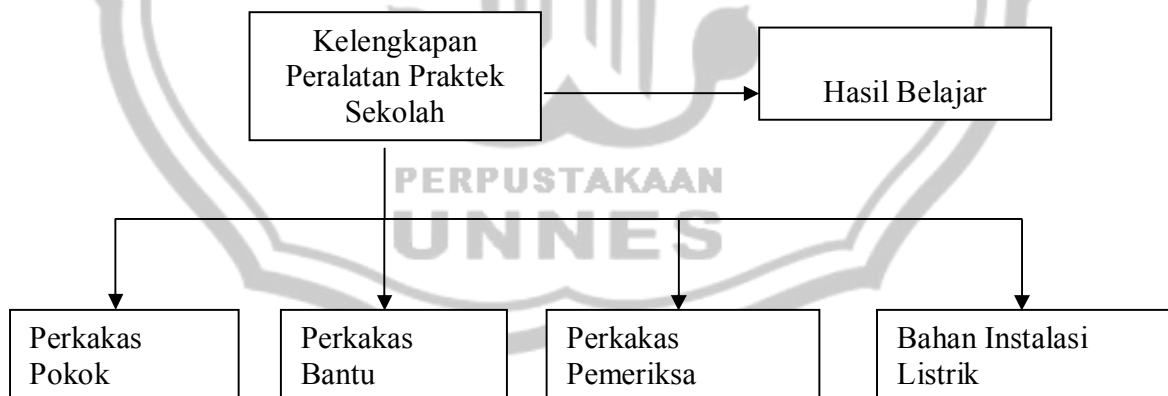 Kelengkapan
Peralatan Praktek
Sekolah
Hasil Belajar
PERPUSTAKAAN
UNNES
Perkakas
Pokok
Perkakas
Bantu
Perkakas
Pemeriksa
Bahan Instalasi
Listrik